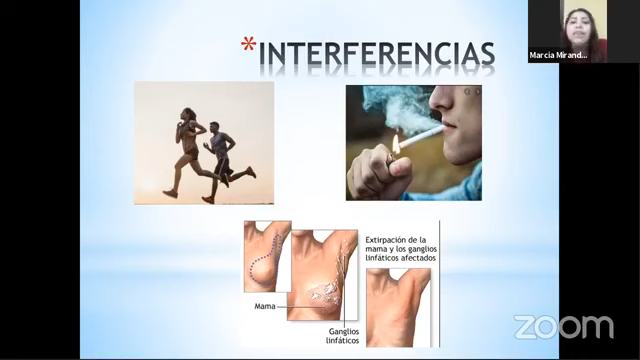 *INTERFERENCIAS
Marcia Mirand...
Extirpación de la
mama y los ganglios
linfáticos afectados
Mama
Ganglios
linfáticos
zoom